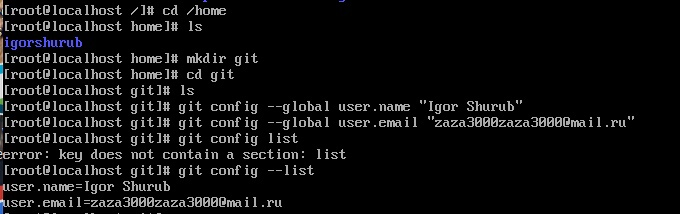 [root@localhost /]# cd /home
[root@localhost home]# ls
igorshurub
[root@localhost home]# mkdir git
[root@localhost home]# cd git
[root@localhost git]# ls
[root@localhost git]# git config --global user.name "Igor Shurub"
[root@localhost git]# git config --global user.email "zaza3000zaza3000@mail.ru"
[root@localhost git]# git config list
error: key does not contain a section: list
[root@localhost git]# git config --list
user.name=Igor Shurub
user.email=zaza3000zaza3000@mail.ru